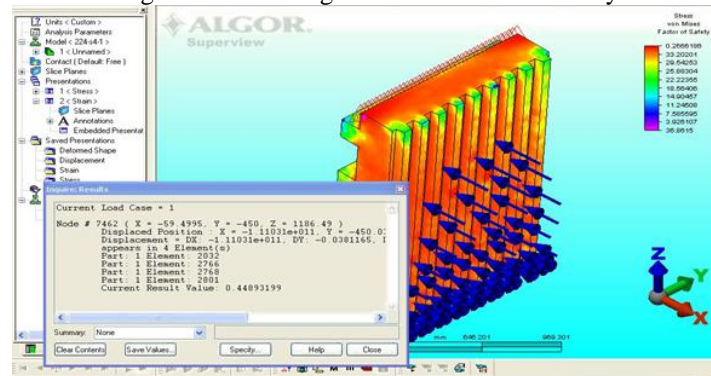 ALGOR.
Superview
Units < Custom >
Analysis Parameters
Model < 224-s4-1 >
1 < Unnamed >
Contact ( Default: Free )
Slice Planes
Presentations
1 < Stress >
2 < Strain >
Slice Planes
Annotations
Embedded Presentat
Saved Presentations
Deformed Shape
Displacement
Strain
Stress
Stress
von Mises
Factor of Safety
33.20201
29.54253
25.88304
22.22355
18.56406
14.90457
11.24508
7.585595
3.926107
36.8615
Inquire: Results
Current Load Case = 1
Node # 7462 ( X = -59.4995, Y = -450, Z = 1186.49 )
Displaced Position : X = -1.11031e+011, Y = -450.03
Displacement = DX: -1.11031e+011, DY: -0.0381165, D
appears in 4 Element(s)
Part: 1 Element: 2032
Part: 1 Element: 2766
Part: 1 Element: 2768
Part: 1 Element: 2801
Current Result Value: 0.44893199
Summary: None
Clear Contents Save Values... Specify... Help Close
mm 646.201 969.301
Z
Y
X